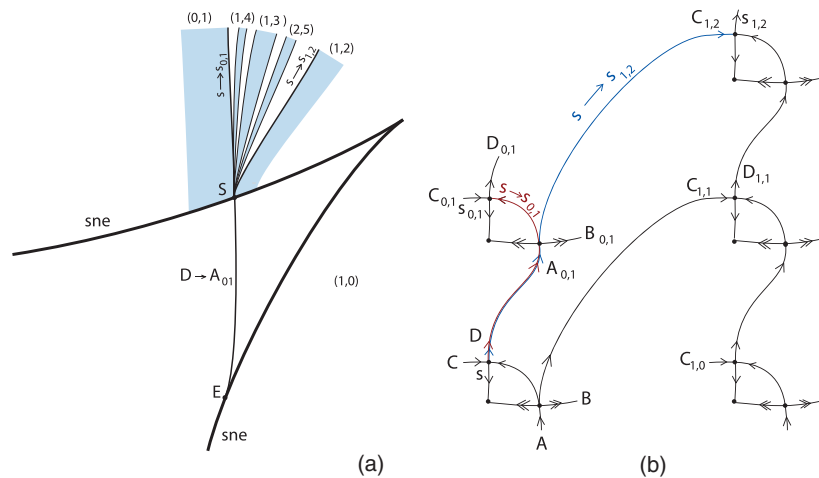 (0,1) (1,4) (1,3) (2,5) (1,2)
s→s0,1
s→s1,2
S
sne
D→A01
(1,0)
E
sne
(a)
C1,2 s1,2
s→s1,2
D0,1
C0,1 s→s0,1
s0,1
B0,1
A0,1
D1,1
C1,1
D
C
s
B
A
C1,0
(b)